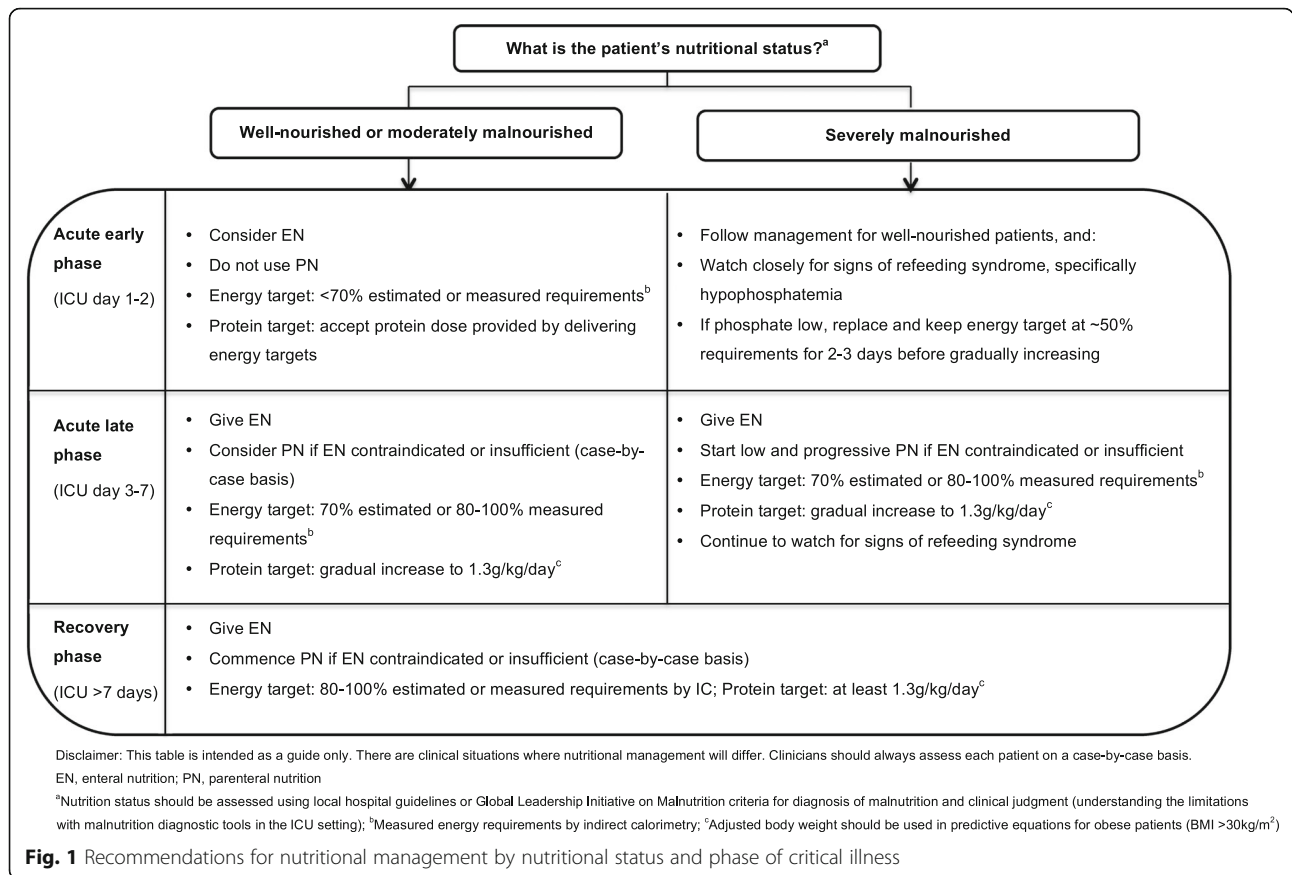 What is the patient's nutritional status?ᵃ
Well-nourished or moderately malnourished
Severely malnourished
Acute early
phase
(ICU day 1-2)
• Consider EN
• Do not use PN
• Energy target: <70% estimated or measured requirementsᵇ
• Protein target: accept protein dose provided by delivering
energy targets
• Follow management for well-nourished patients, and:
• Watch closely for signs of refeeding syndrome, specifically
hypophosphatemia
• If phosphate low, replace and keep energy target at ~50%
requirements for 2-3 days before gradually increasing
Acute late
phase
(ICU day 3-7)
• Give EN
• Consider PN if EN contraindicated or insufficient (case-by-
case basis)
• Energy target: 70% estimated or 80-100% measured
requirementsᵇ
• Protein target: gradual increase to 1.3g/kg/dayᶜ
• Give EN
• Start low and progressive PN if EN contraindicated or insufficient
• Energy target: 70% estimated or 80-100% measured requirementsᵇ
• Protein target: gradual increase to 1.3g/kg/dayᶜ
• Continue to watch for signs of refeeding syndrome
Recovery
phase
(ICU >7 days)
• Give EN
• Commence PN if EN contraindicated or insufficient (case-by-case basis)
• Energy target: 80-100% estimated or measured requirements by IC; Protein target: at least 1.3g/kg/dayᶜ
Disclaimer: This table is intended as a guide only. There are clinical situations where nutritional management will differ. Clinicians should always assess each patient on a case-by-case basis.
EN, enteral nutrition; PN, parenteral nutrition
ᵃNutrition status should be assessed using local hospital guidelines or Global Leadership Initiative on Malnutrition criteria for diagnosis of malnutrition and clinical judgment (understanding the limitations
with malnutrition diagnostic tools in the ICU setting); ᵇMeasured energy requirements by indirect calorimetry; ᶜAdjusted body weight should be used in predictive equations for obese patients (BMI >30kg/m²)
Fig. 1 Recommendations for nutritional management by nutritional status and phase of critical illness